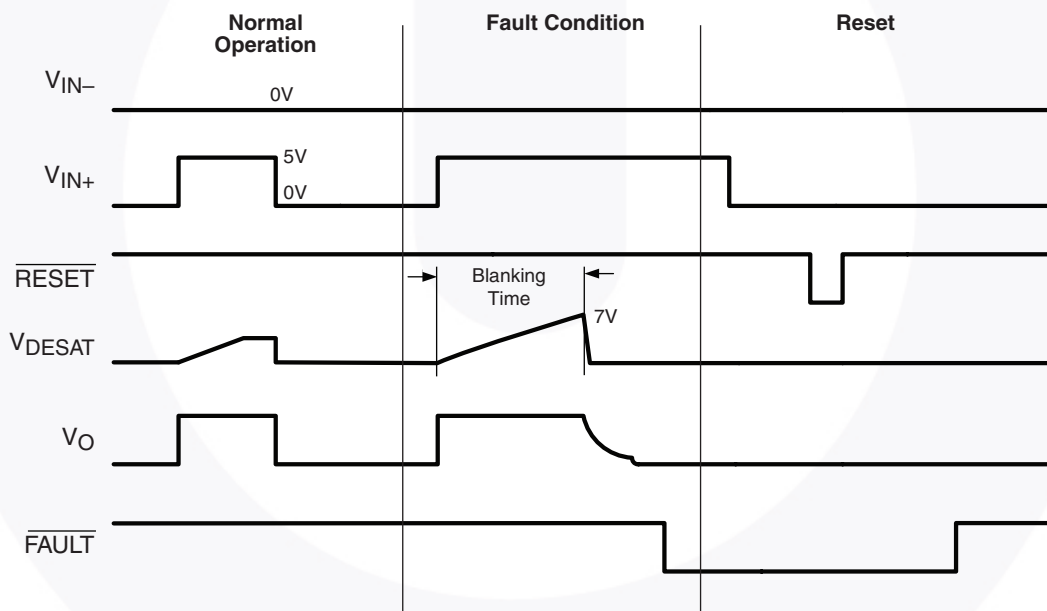 Normal
Operation
Fault Condition
Reset
VIN–
0V
VIN+
5V
0V
RESET
Blanking
Time
VDESAT
7V
VO
FAULT